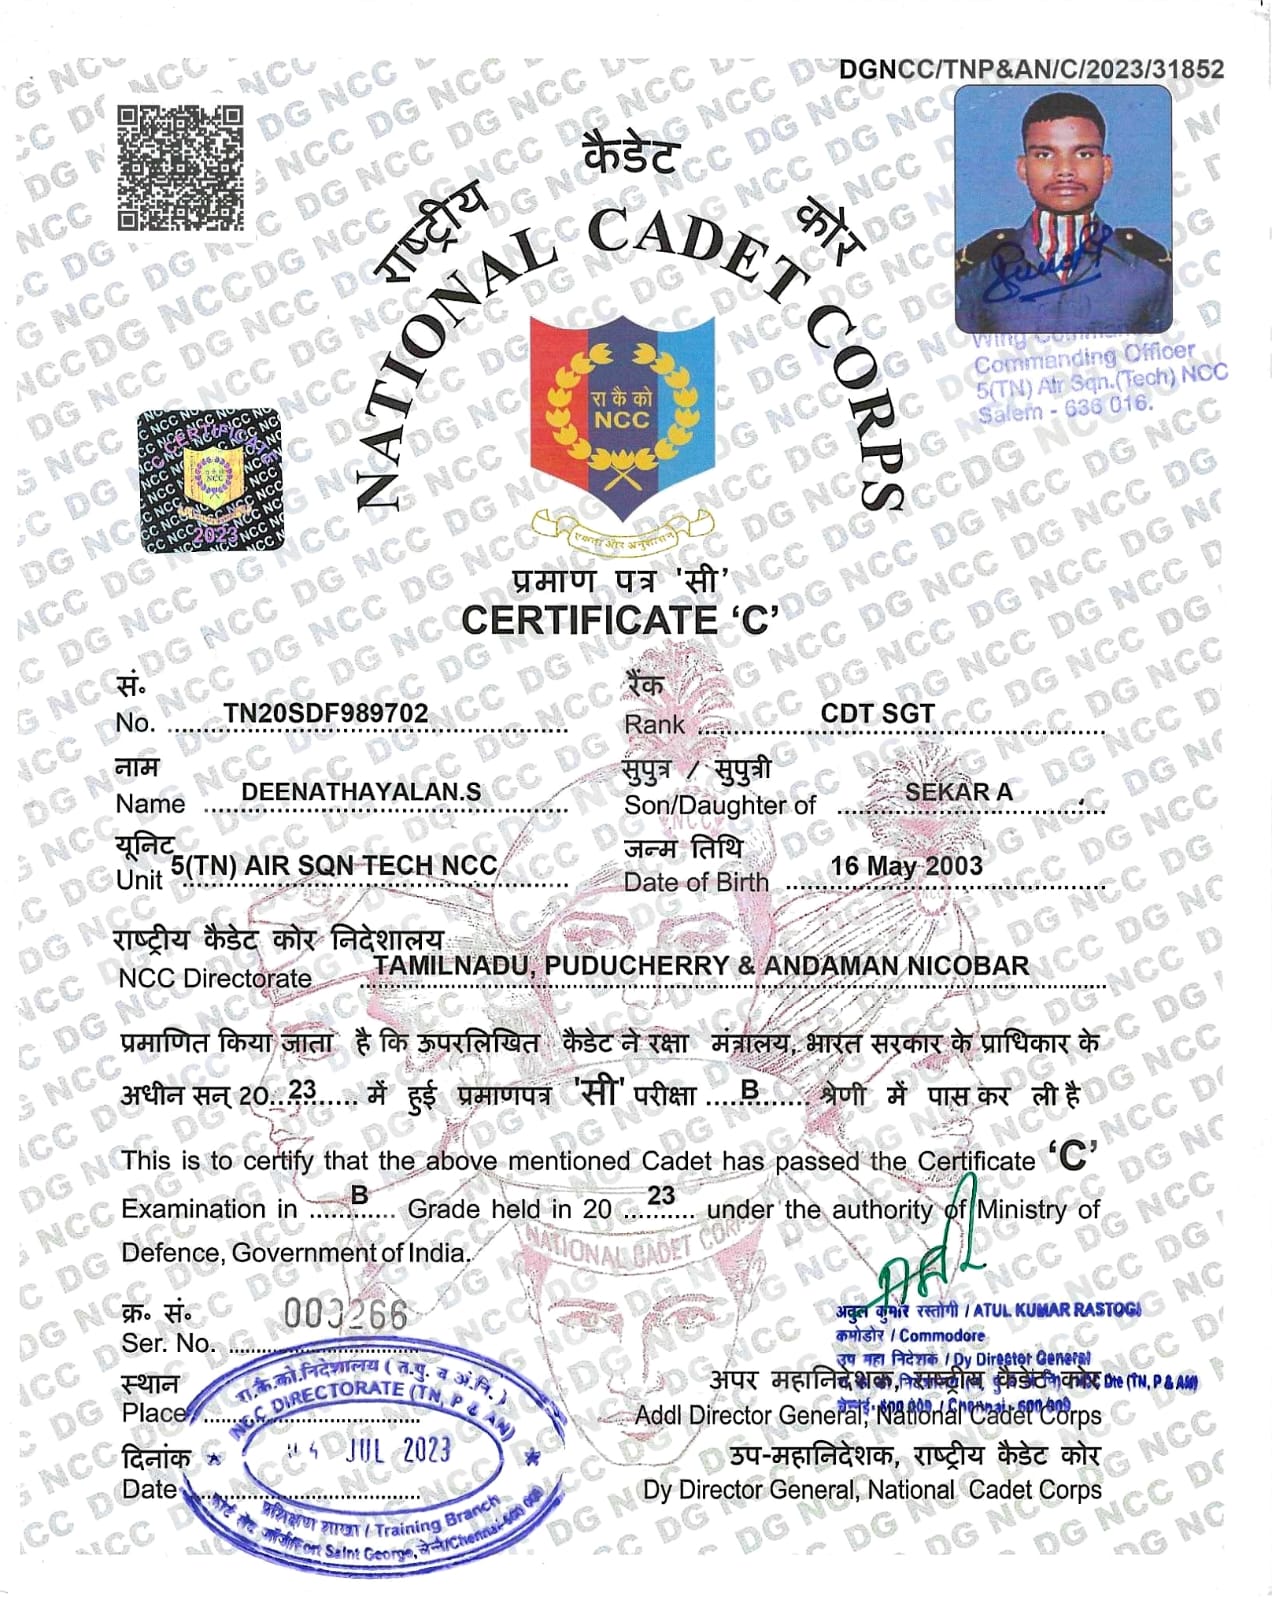 DGNCC/TNP&AN/C/2023/31852
राष्ट्रीय कैडेट कोर
NATIONAL CADET CORPS
रा कै को
NCC
एकता और अनुशासन
Commanding Officer
5(TN) Air Sqn.(Tech) NCC
Salem - 636 016.
C CERTIFICATE
NCC
2023
प्रमाण पत्र 'सी'
CERTIFICATE ‘C’
सं॰
No. TN20SDF989702
रैंक
Rank CDT SGT
नाम
Name DEENATHAYALAN.S
सुपुत्र / सुपुत्री
Son/Daughter of SEKAR A
यूनिट
Unit 5(TN) AIR SQN TECH NCC
जन्म तिथि
Date of Birth 16 May 2003
राष्ट्रीय कैडेट कोर निदेशालय
NCC Directorate TAMILNADU, PUDUCHERRY & ANDAMAN NICOBAR
प्रमाणित किया जाता है कि ऊपरलिखित कैडेट ने रक्षा मंत्रालय, भारत सरकार के प्राधिकार के
अधीन सन् 20..23....... में हुई प्रमाणपत्र 'सी' परीक्षा .....B........ श्रेणी में पास कर ली है
This is to certify that the above mentioned Cadet has passed the Certificate ‘C’
Examination in B Grade held in 20 23 under the authority of Ministry of
Defence, Government of India.
NATIONAL CADET CORPS
क्र. सं.
Ser. No. 000266
स्थान
Place
दिनांक
Date
रा.कै.को.निदेशालय ( त.पु. व अं.नि. )
NCC DIRECTORATE (TN, P & AN)
4 JUL 2023
प्रशिक्षण शाखा / Training Branch
Fort Saint George, चेन्नै/Chennai-600 009
अतुल कुमार रस्तोगी / ATUL KUMAR RASTOGI
कमोडोर / Commodore
उप महा निदेशक / Dy Director General
NCC Dte (TN, P & AN)
चेन्नई-600 009 / Chennai - 600 009
अपर महानिदेशक, राष्ट्रीय कैडेट कोर
Addl Director General, National Cadet Corps
उप-महानिदेशक, राष्ट्रीय कैडेट कोर
Dy Director General, National Cadet Corps